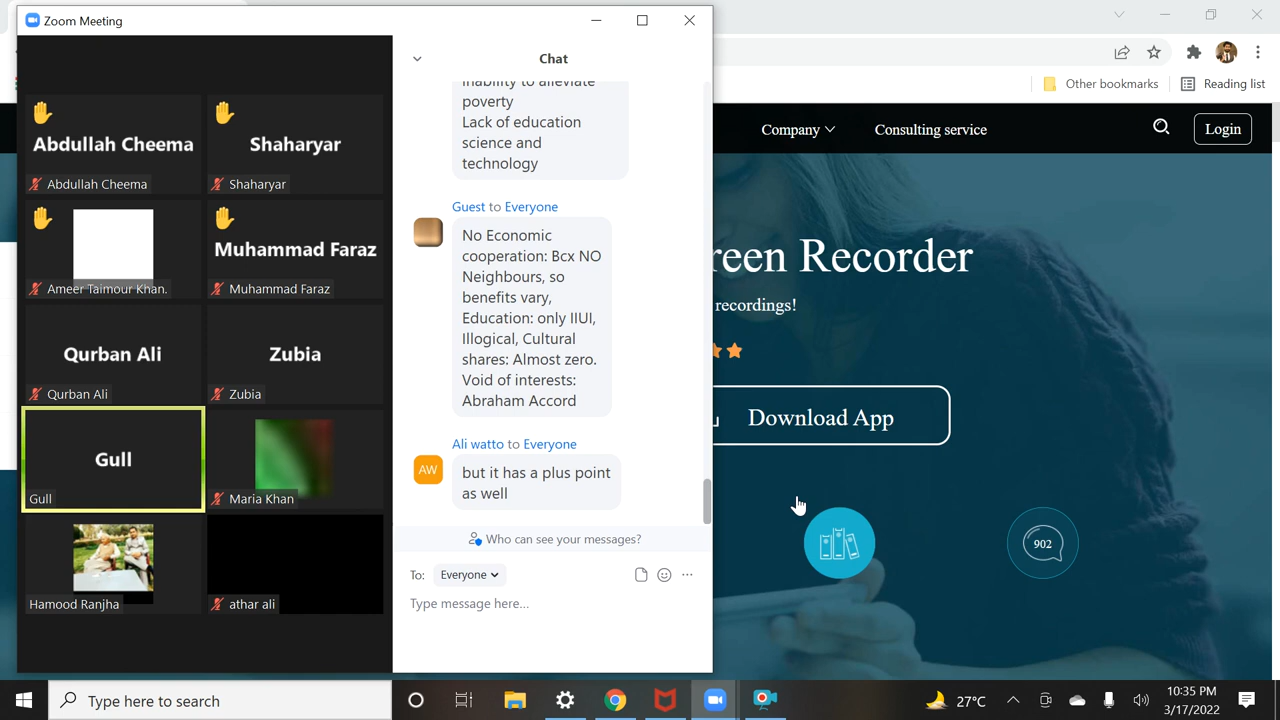 Zoom Meeting
Chat
Abdullah Cheema
Abdullah Cheema
Shaharyar
Shaharyar
Ameer Taimour Khan.
Muhammad Faraz
Muhammad Faraz
Qurban Ali
Qurban Ali
Zubia
Zubia
Gull
Gull
Maria Khan
Hamood Ranjha
athar ali
inability to alleviate
poverty
Lack of education
science and
technology
Guest to Everyone
No Economic
cooperation: Bcx NO
Neighbours, so
benefits vary,
Education: only IIUI,
Illogical, Cultural
shares: Almost zero.
Void of interests:
Abraham Accord
Ali watto to Everyone
AW
but it has a plus point
as well
Who can see your messages?
To: Everyone
Type message here...
Other bookmarks
Reading list
Company
Consulting service
Login
reen Recorder
recordings!
Download App
902
Type here to search
27°C
10:35 PM
3/17/2022